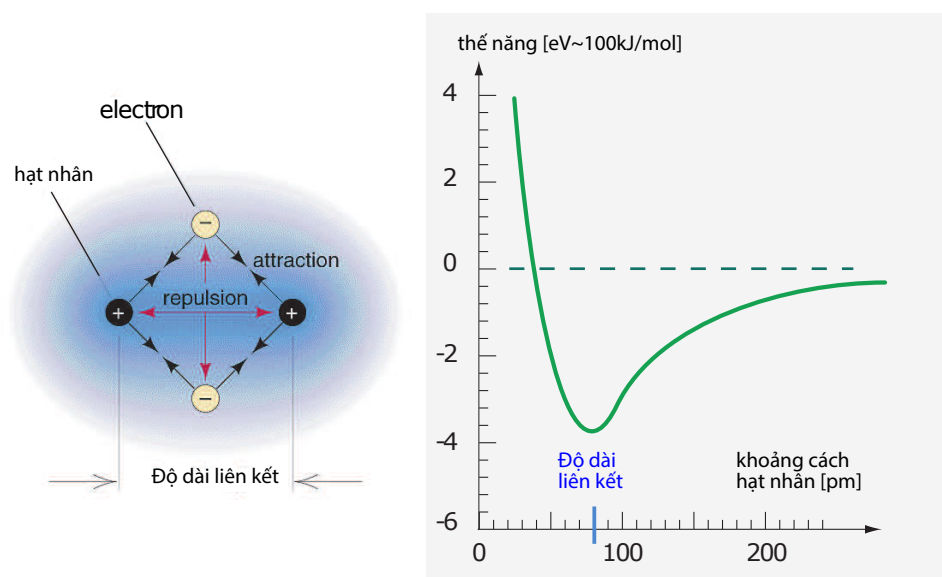 electron
hạt nhân
−
attraction
repulsion
+
+
−
Độ dài liên kết
thế năng [eV~100kJ/mol]
4
2
0
-2
-4
-6
Độ dài
liên kết
khoảng cách
hạt nhân [pm]
0
100
200